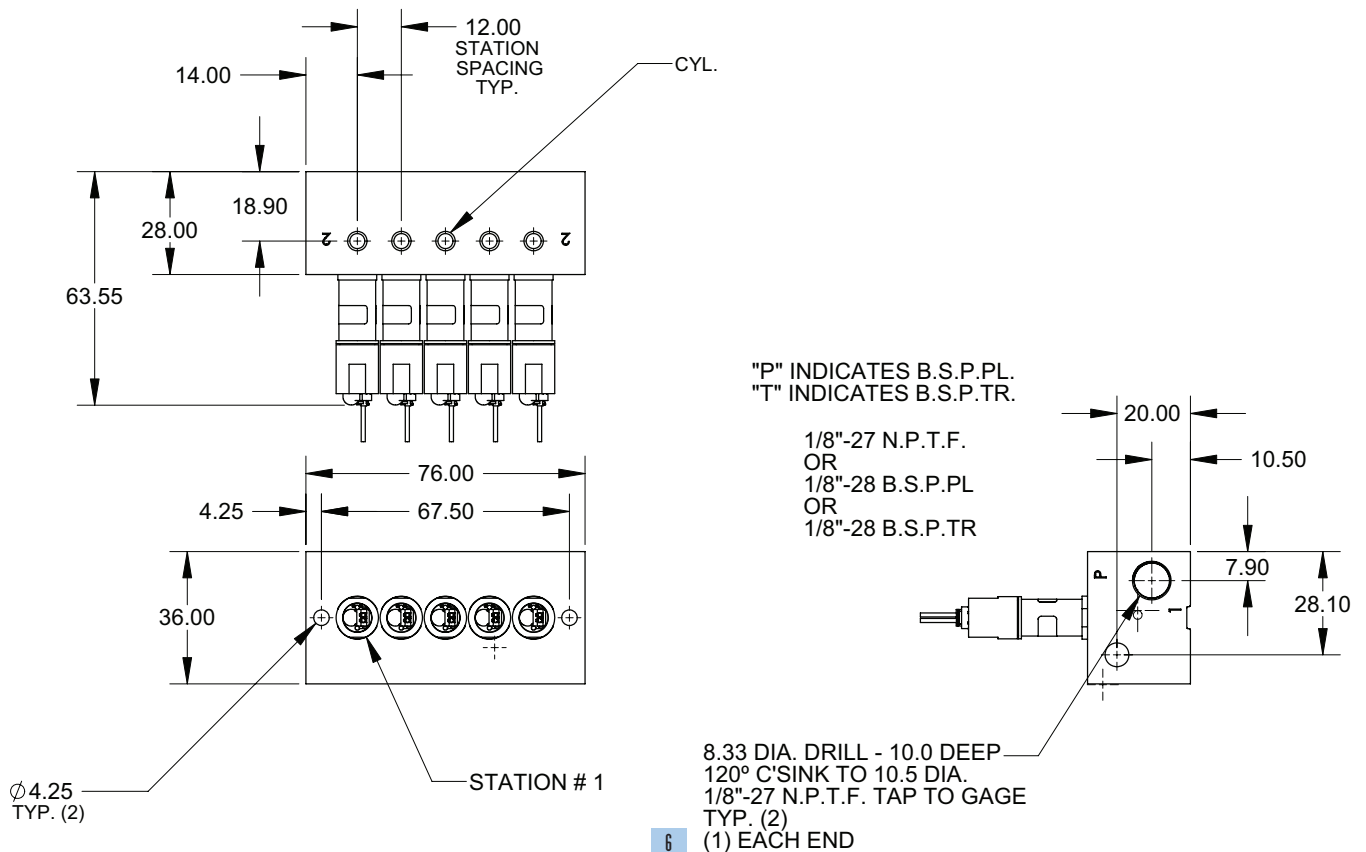 12.00
STATION
SPACING
TYP.
CYL.
14.00
18.90
28.00
2
2
63.55
"P" INDICATES B.S.P.PL.
"T" INDICATES B.S.P.TR.
1/8"-27 N.P.T.F.
OR
1/8"-28 B.S.P.PL
OR
1/8"-28 B.S.P.TR
76.00
4.25
67.50
36.00
Ø4.25
TYP. (2)
STATION # 1
20.00
10.50
P
7.90
1
28.10
8.33 DIA. DRILL - 10.0 DEEP
120º C'SINK TO 10.5 DIA.
1/8"-27 N.P.T.F. TAP TO GAGE
TYP. (2)
(1) EACH END
6